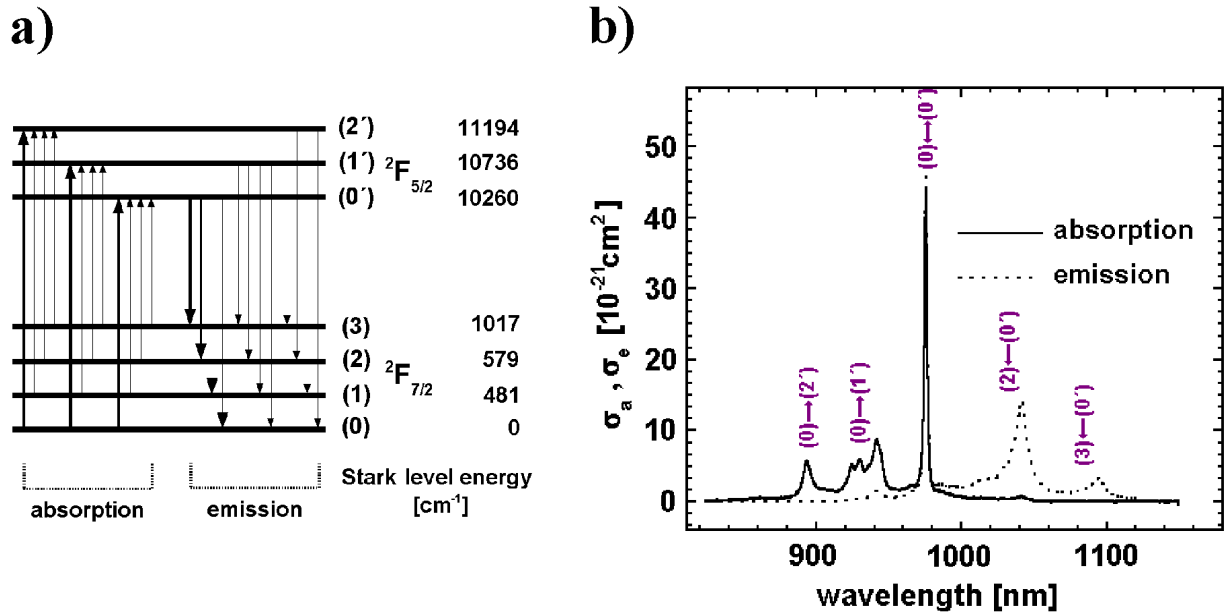 a)
(2´) 11194
(1´) 10736
²F₅/₂
(0´) 10260
(3) 1017
(2) 579
²F₇/₂
(1) 481
(0) 0
absorption
emission
Stark level energy
[cm⁻¹]
b)
σₐ , σₑ [10⁻²¹cm²]
50
40
30
20
10
0
(0)→(2´)
(0)→(1´)
(0)↔(0´)
(2)←(0´)
(3)←(0´)
absorption
emission
900 1000 1100
wavelength [nm]